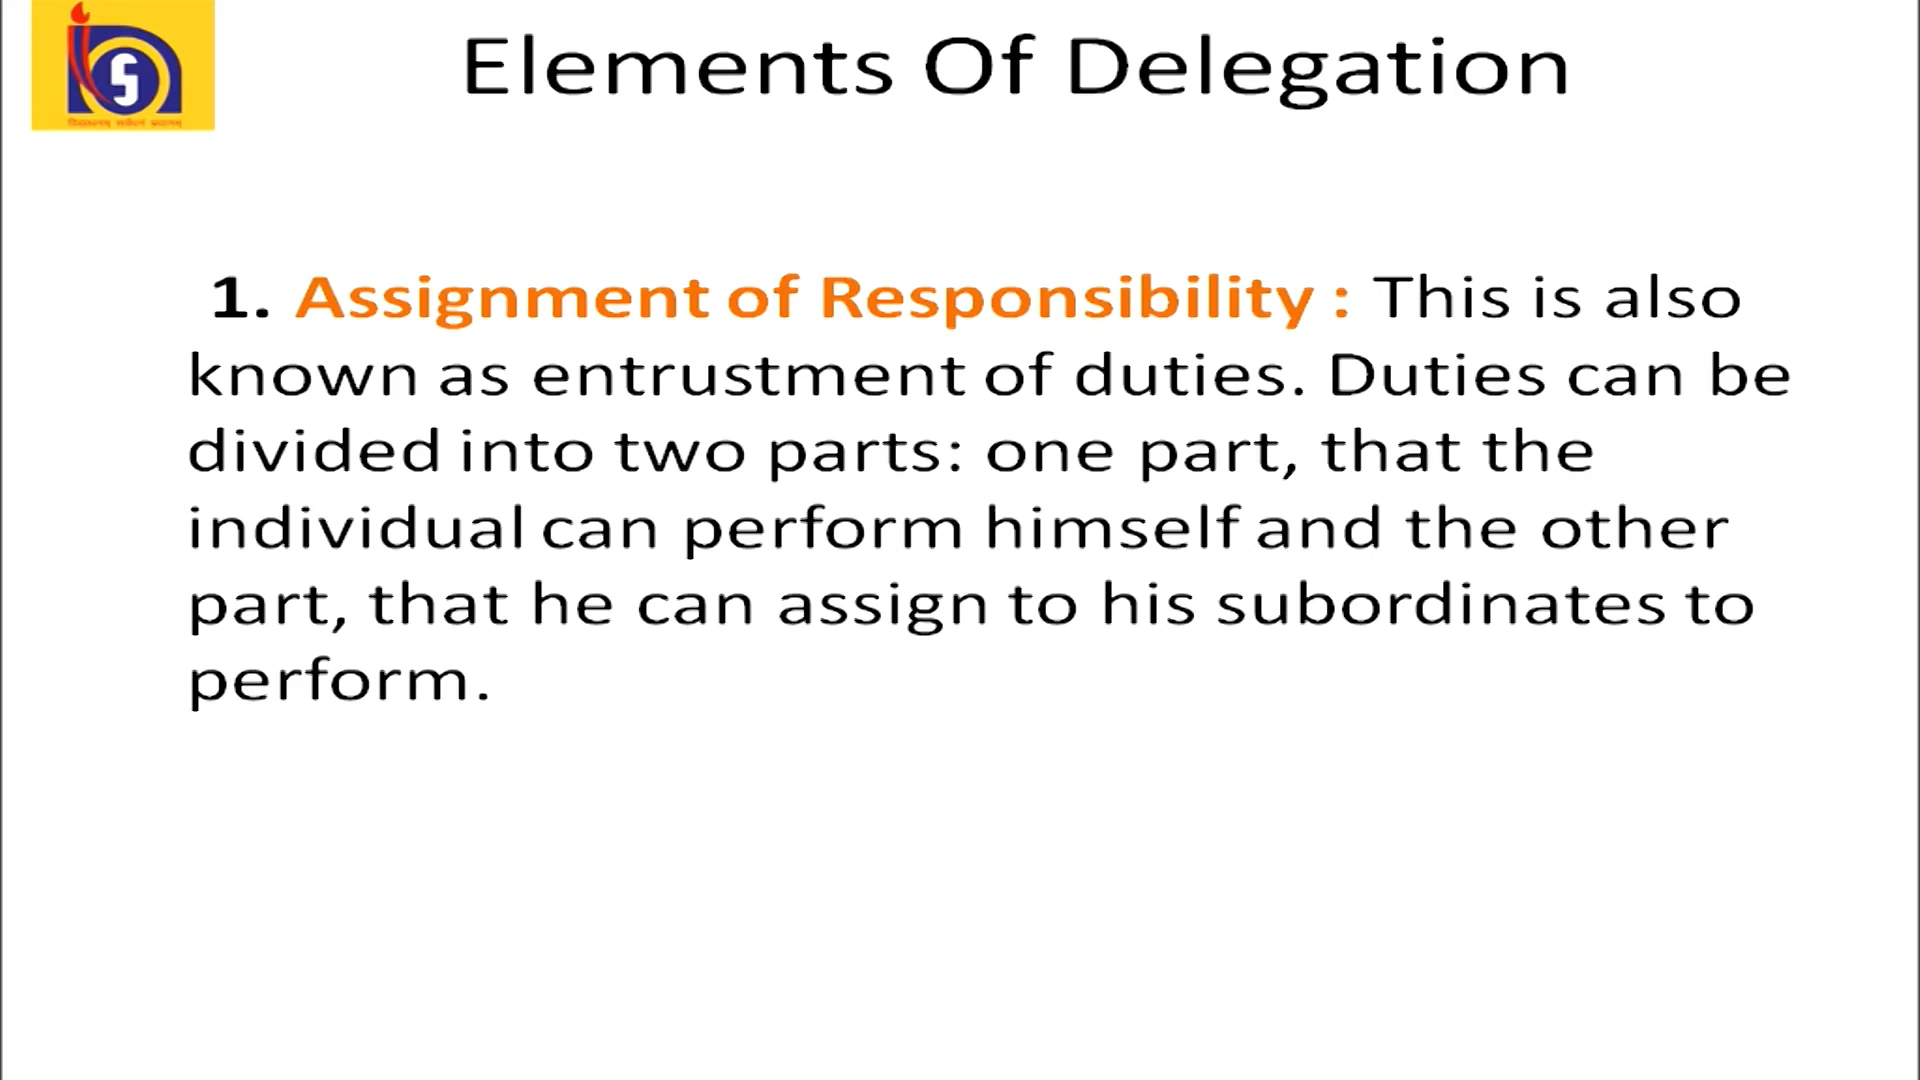 Elements Of Delegation
1. Assignment of Responsibility : This is also
known as entrustment of duties. Duties can be
divided into two parts: one part, that the
individual can perform himself and the other
part, that he can assign to his subordinates to
perform.